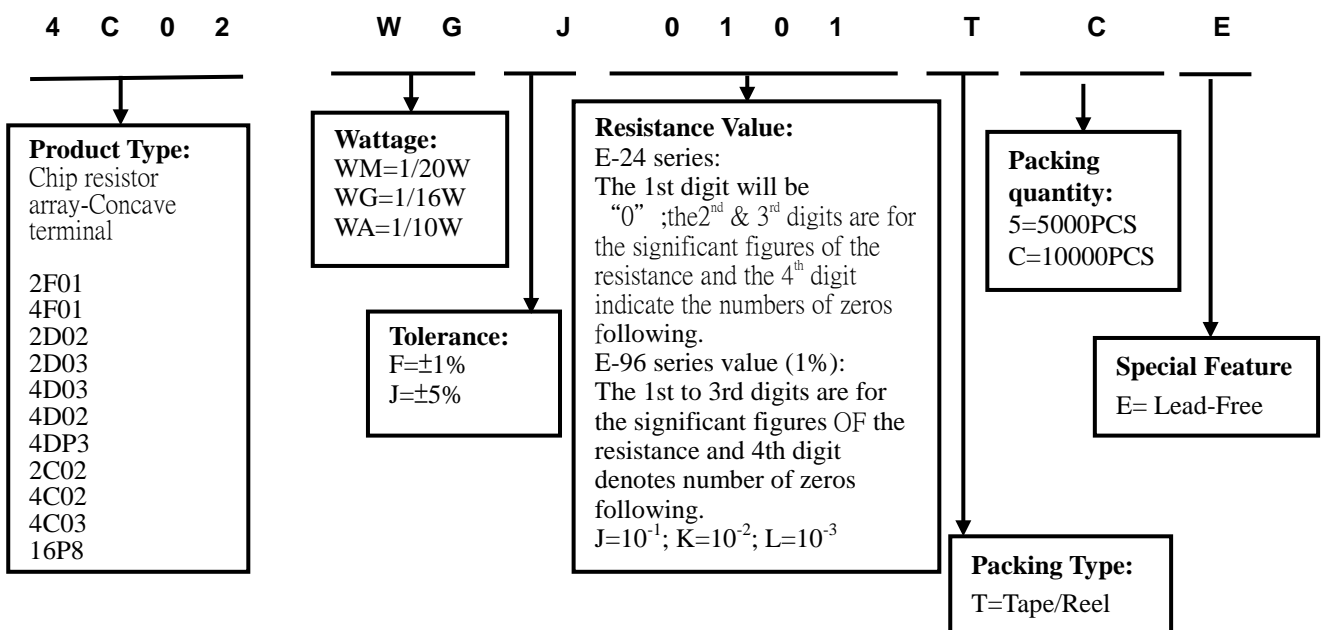 4 C 0 2 W G J 0 1 0 1 T C E
Product Type:
Chip resistor
array-Concave
terminal
2F01
4F01
2D02
2D03
4D03
4D02
4DP3
2C02
4C02
4C03
16P8
Wattage:
WM=1/20W
WG=1/16W
WA=1/10W
Tolerance:
F=±1%
J=±5%
Resistance Value:
E-24 series:
The 1st digit will be
“0” ;the2nd & 3rd digits are for
the significant figures of the
resistance and the 4th digit
indicate the numbers of zeros
following.
E-96 series value (1%):
The 1st to 3rd digits are for
the significant figures OF the
resistance and 4th digit
denotes number of zeros
following.
J=10-1; K=10-2; L=10-3
Packing
quantity:
5=5000PCS
C=10000PCS
Special Feature
E= Lead-Free
Packing Type:
T=Tape/Reel